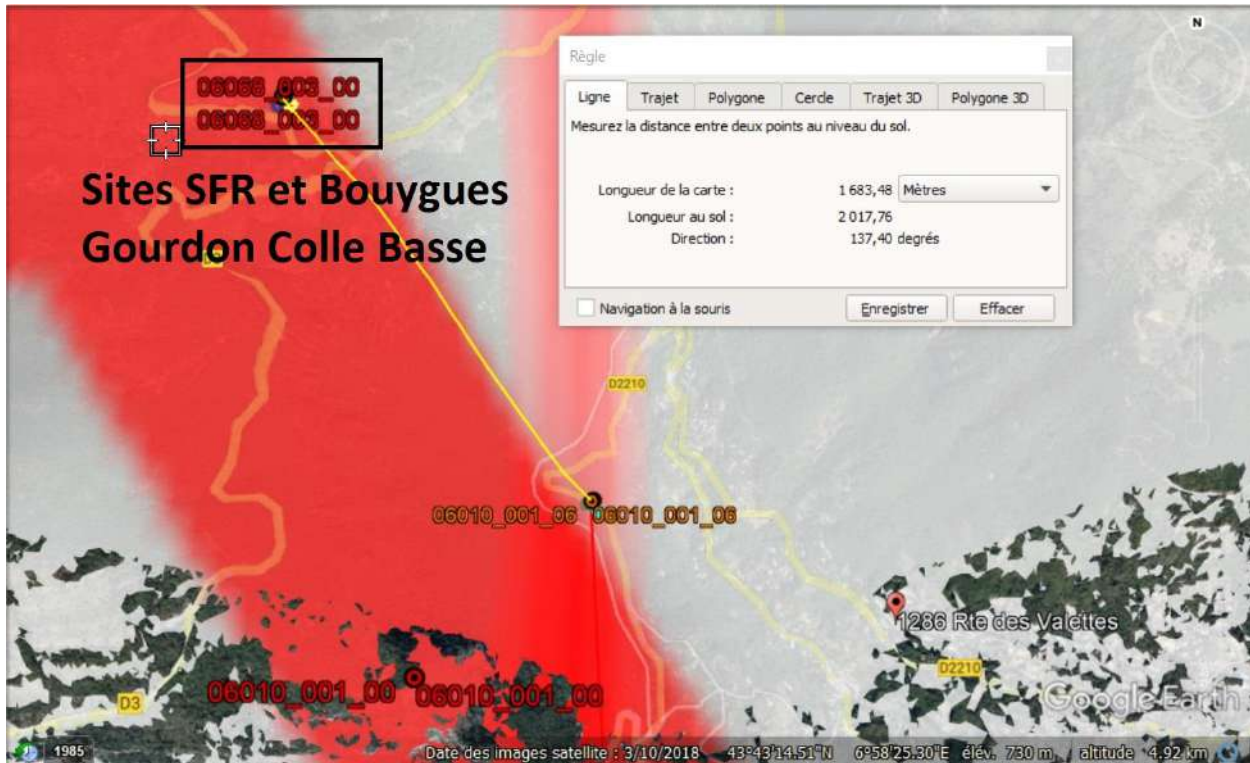 N
06068_003_00
06068_003_00
Sites SFR et Bouygues
Gourdon Colle Basse
Règle
Ligne Trajet Polygone Cercle Trajet 3D Polygone 3D
Mesurez la distance entre deux points au niveau du sol.
Longueur de la carte : 1 683,48 Mètres
Longueur au sol : 2 017,76
Direction : 137,40 degrés
Navigation à la souris Enregistrer Effacer
D2210
06010_001_06 06010_001_06
1286 Rte des Valettes
D2210
06010_001_00 06010_001_00
D3
Google Earth
1985 Date des images satellite : 3/10/2018 43°43'14.51"N 6°58'25.30"E élév. 730 m altitude 4.92 km